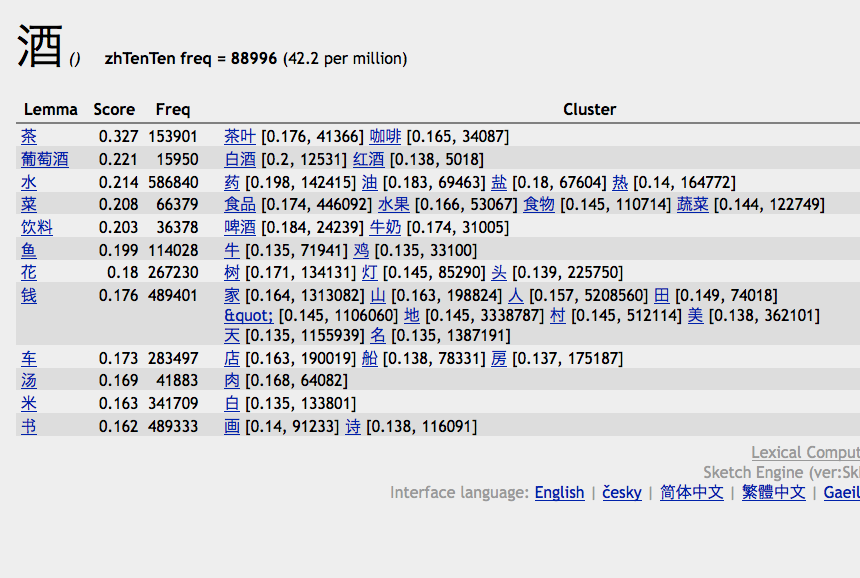 酒 () zhTenTen freq = 88996 (42.2 per million)
Lemma Score Freq Cluster
茶 0.327 153901 茶叶 [0.176, 41366] 咖啡 [0.165, 34087]
葡萄酒 0.221 15950 白酒 [0.2, 12531] 红酒 [0.138, 5018]
水 0.214 586840 药 [0.198, 142415] 油 [0.183, 69463] 盐 [0.18, 67604] 热 [0.14, 164772]
菜 0.208 66379 食品 [0.174, 446092] 水果 [0.166, 53067] 食物 [0.145, 110714] 蔬菜 [0.144, 122749]
饮料 0.203 36378 啤酒 [0.184, 24239] 牛奶 [0.174, 31005]
鱼 0.199 114028 牛 [0.135, 71941] 鸡 [0.135, 33100]
花 0.18 267230 树 [0.171, 134131] 灯 [0.145, 85290] 头 [0.139, 225750]
钱 0.176 489401 家 [0.164, 1313082] 山 [0.163, 198824] 人 [0.157, 5208560] 田 [0.149, 74018]
&quot; [0.145, 1106060] 地 [0.145, 3338787] 村 [0.145, 512114] 美 [0.138, 362101]
天 [0.135, 1155939] 名 [0.135, 1387191]
车 0.173 283497 店 [0.163, 190019] 船 [0.138, 78331] 房 [0.137, 175187]
汤 0.169 41883 肉 [0.168, 64082]
米 0.163 341709 白 [0.135, 133801]
书 0.162 489333 画 [0.14, 91233] 诗 [0.138, 116091]
Lexical Comput
Sketch Engine (ver:Sk
Interface language: English | česky | 简体中文 | 繁體中文 | Gaeil